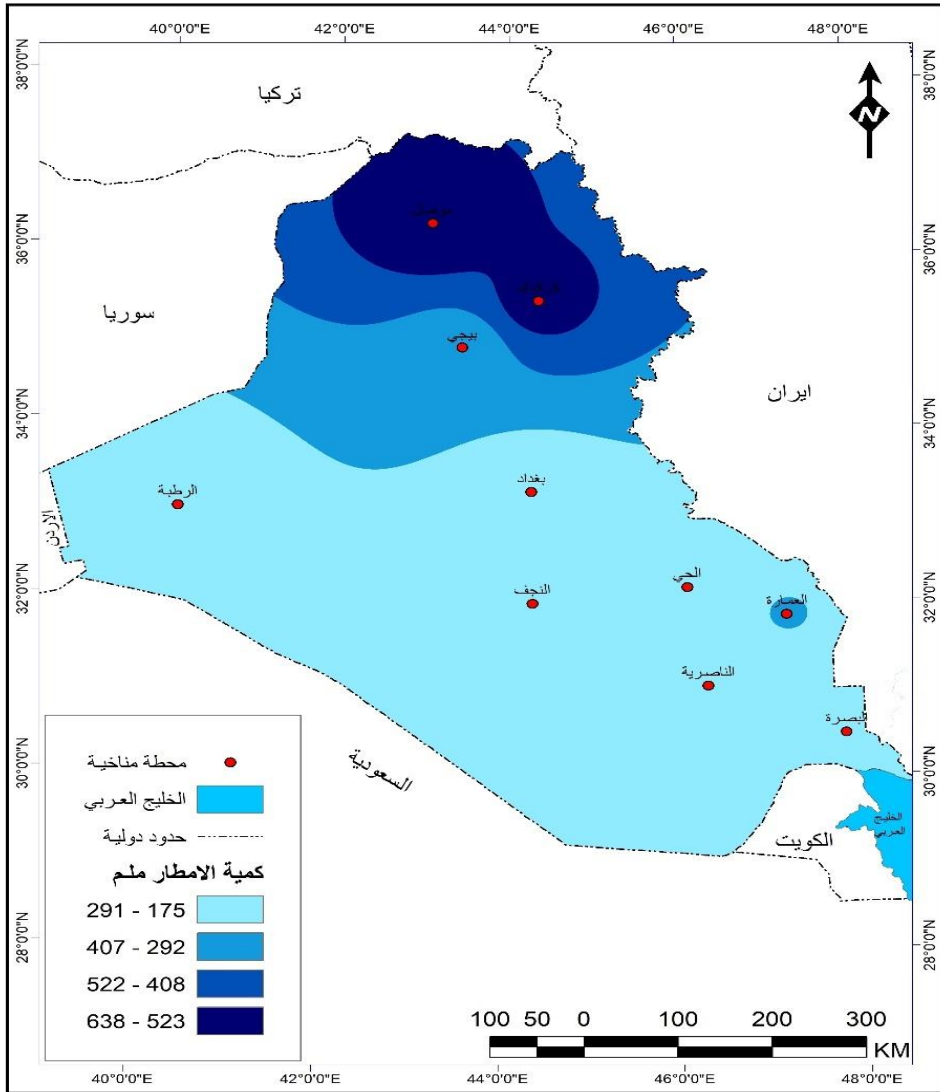 40°0'0"E
42°0'0"E
44°0'0"E
46°0'0"E
48°0'0"E
38°0'0"N
38°0'0"N
N
تركيا
36°0'0"N
36°0'0"N
سوريا
بيجي
ايران
34°0'0"N
34°0'0"N
بغداد
الرطبة
الاردن
الحي
النجف
العمارة
32°0'0"N
32°0'0"N
الناصرية
لبصرة
السعودية
30°0'0"N
30°0'0"N
الكويت
الخليج
العربي
28°0'0"N
28°0'0"N
محطة مناخية
الخليج العربي
حدود دولية
كمية الامطار ملم
291 - 175
407 - 292
522 - 408
638 - 523
100 50 0 100 200 300
KM
40°0'0"E
42°0'0"E
44°0'0"E
46°0'0"E
48°0'0"E